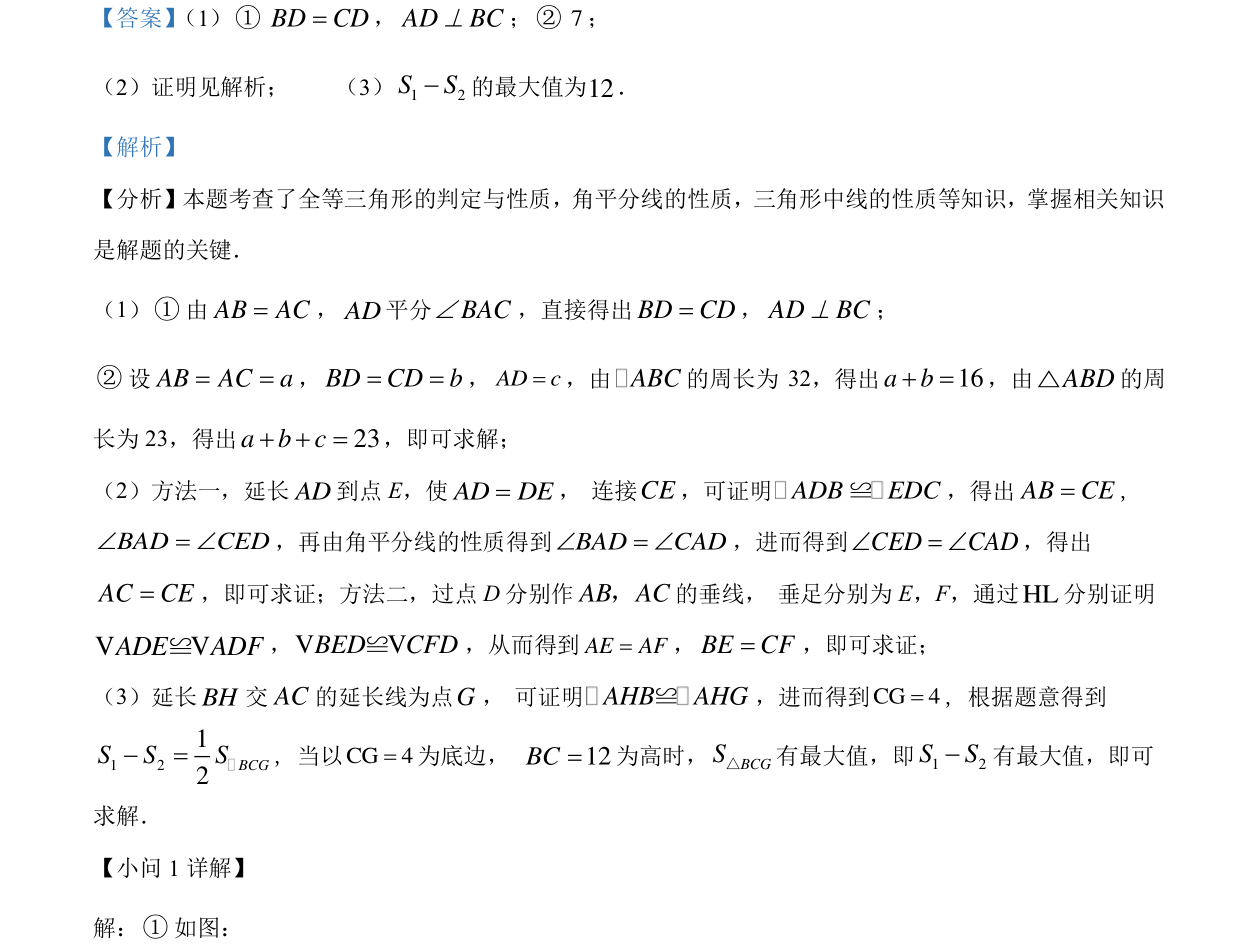 【答案】（1）① BD = CD，AD ⊥ BC；② 7；
（2）证明见解析；（3）S₁ − S₂ 的最大值为12．
【解析】
【分析】本题考查了全等三角形的判定与性质，角平分线的性质，三角形中线的性质等知识，掌握相关知识
是解题的关键．
（1）① 由 AB = AC，AD 平分∠BAC，直接得出 BD = CD，AD ⊥ BC；
② 设 AB = AC = a，BD = CD = b，AD = c，由 □ABC 的周长为 32，得出 a + b = 16，由 △ABD 的周
长为 23，得出 a + b + c = 23，即可求解；
（2）方法一，延长 AD 到点 E，使 AD = DE， 连接 CE，可证明□ ADB ≌□ EDC，得出 AB = CE，
∠BAD = ∠CED，再由角平分线的性质得到∠BAD = ∠CAD，进而得到∠CED = ∠CAD，得出
AC = CE，即可求证；方法二，过点 D 分别作 AB，AC 的垂线， 垂足分别为 E，F，通过 HL 分别证明
VADE≌VADF，VBED≌VCFD，从而得到 AE = AF，BE = CF，即可求证；
（3）延长 BH 交 AC 的延长线为点 G， 可证明□ AHB≌□ AHG，进而得到 CG = 4，根据题意得到
S₁ − S₂ = 1/2 S□BCG，当以 CG = 4 为底边， BC = 12 为高时，S△BCG 有最大值，即 S₁ − S₂ 有最大值，即可
求解．
【小问 1 详解】
解：① 如图：